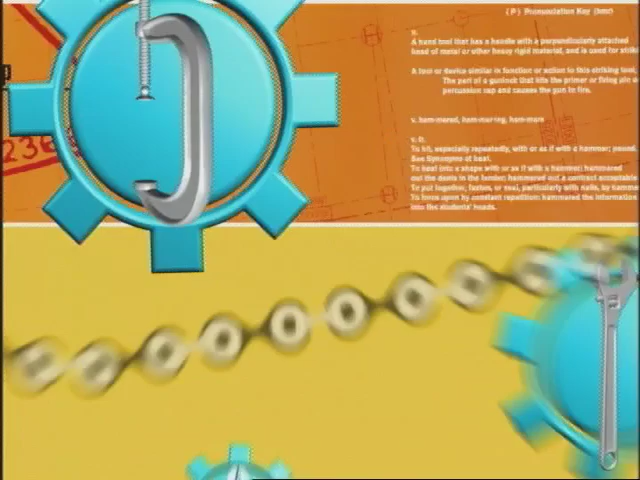 ( P ) Pronunciation Key (hmr)
n.
A hand tool that has a handle with a perpendicularly attached
head of metal or other heavy rigid material, and is used for strik
A tool or device similar in function or action to this striking tool,
The part of a gunlock that hits the primer or firing pin
percussion cap and causes the gun to fire.
v. ham·mered, ham·mer·ing, ham·mers
v. tr.
To hit, especially repeatedly, with or as if with a hammer; pound.
See Synonyms at beat.
To beat into a shape with or as if with a hammer: hammered
out the dents in the fender; hammered out a contract acceptable
To put together, fasten, or seal, particularly with nails, by hamme
To force upon by constant repetition: hammered the information
into the students' heads.
236